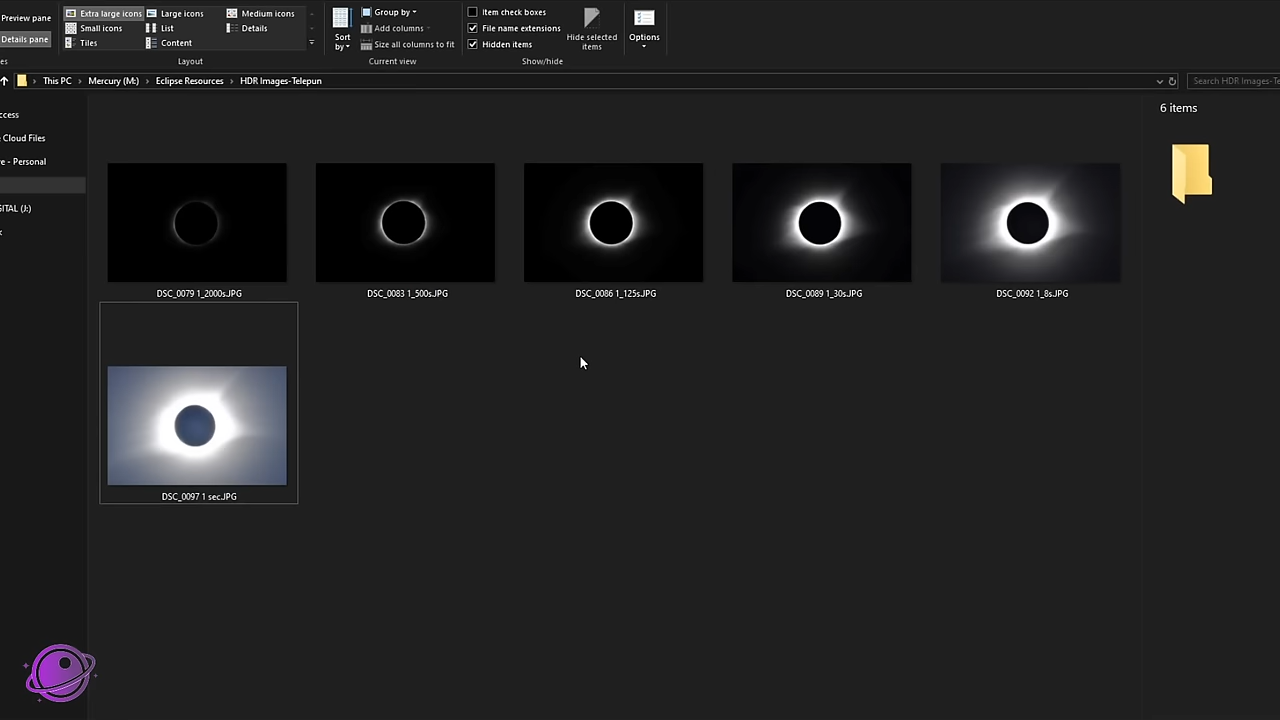 Preview pane
Details pane
es
Extra large icons
Large icons
Medium icons
Small icons
List
Details
Tiles
Content
Layout
Sort
by
Group by
Add columns
Size all columns to fit
Current view
Item check boxes
File name extensions
Hidden items
Hide selected
items
Show/hide
Options
This PC > Mercury (M:) > Eclipse Resources > HDR Images-Telepun
Search HDR Images-Te
ccess
Cloud Files
e - Personal
GITAL (J:)
6 items
DSC_0079 1_2000s.JPG
DSC_0083 1_500s.JPG
DSC_0086 1_125s.JPG
DSC_0089 1_30s.JPG
DSC_0092 1_8s.JPG
DSC_0097 1 sec.JPG